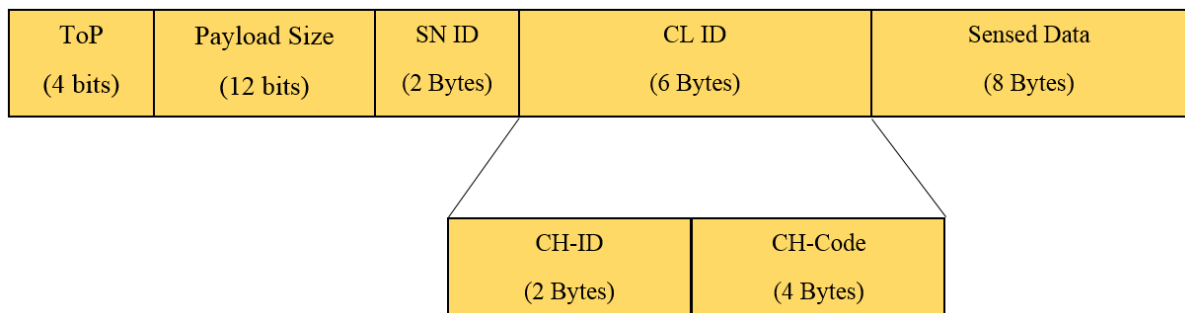 ToP
(4 bits)
Payload Size
(12 bits)
SN ID
(2 Bytes)
CL ID
(6 Bytes)
Sensed Data
(8 Bytes)
CH-ID
(2 Bytes)
CH-Code
(4 Bytes)